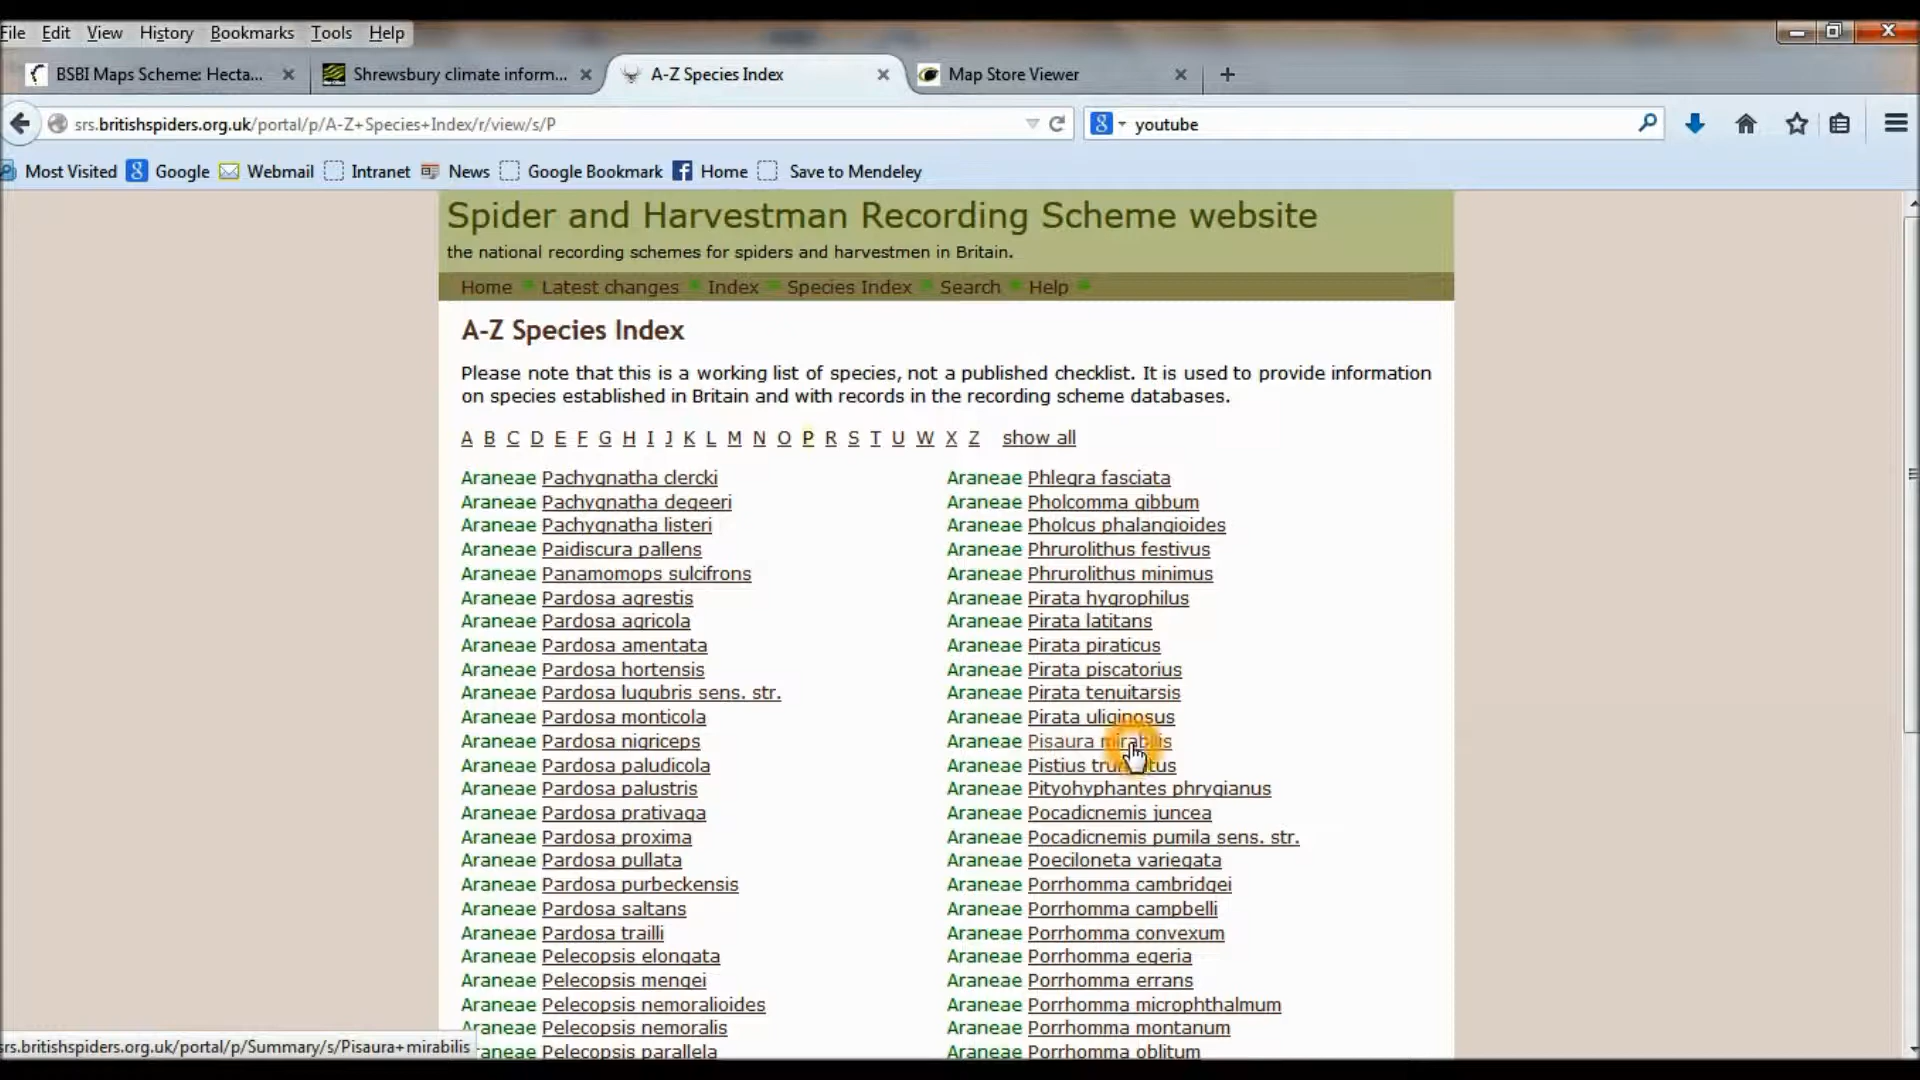 File Edit View History Bookmarks Tools Help
BSBI Maps Scheme: Hecta... Shrewsbury climate inform... A-Z Species Index Map Store Viewer
srs.britishspiders.org.uk/portal/p/A-Z+Species+Index/r/view/s/P youtube
Most Visited Google Webmail Intranet News Google Bookmark Home Save to Mendeley
Spider and Harvestman Recording Scheme website
the national recording schemes for spiders and harvestmen in Britain.
Home Latest changes Index Species Index Search Help
A-Z Species Index
Please note that this is a working list of species, not a published checklist. It is used to provide information
on species established in Britain and with records in the recording scheme databases.
A B C D E F G H I J K L M N O P R S T U W X Z show all
Araneae Pachygnatha clercki
Araneae Pachygnatha degeeri
Araneae Pachygnatha listeri
Araneae Paidiscura pallens
Araneae Panamomops sulcifrons
Araneae Pardosa agrestis
Araneae Pardosa agricola
Araneae Pardosa amentata
Araneae Pardosa hortensis
Araneae Pardosa lugubris sens. str.
Araneae Pardosa monticola
Araneae Pardosa nigriceps
Araneae Pardosa paludicola
Araneae Pardosa palustris
Araneae Pardosa prativaga
Araneae Pardosa proxima
Araneae Pardosa pullata
Araneae Pardosa purbeckensis
Araneae Pardosa saltans
Araneae Pardosa trailli
Araneae Pelecopsis elongata
Araneae Pelecopsis mengei
Araneae Pelecopsis nemoralioides
Araneae Pelecopsis nemoralis
Araneae Pelecopsis parallela
Araneae Phlegra fasciata
Araneae Pholcomma gibbum
Araneae Pholcus phalangioides
Araneae Phrurolithus festivus
Araneae Phrurolithus minimus
Araneae Pirata hygrophilus
Araneae Pirata latitans
Araneae Pirata piraticus
Araneae Pirata piscatorius
Araneae Pirata tenuitarsis
Araneae Pirata uliginosus
Araneae Pisaura mirabilis
Araneae Pistius truncatus
Araneae Pityohyphantes phrygianus
Araneae Pocadicnemis juncea
Araneae Pocadicnemis pumila sens. str.
Araneae Poeciloneta variegata
Araneae Porrhomma cambridgei
Araneae Porrhomma campbelli
Araneae Porrhomma convexum
Araneae Porrhomma egeria
Araneae Porrhomma errans
Araneae Porrhomma microphthalmum
Araneae Porrhomma montanum
Araneae Porrhomma oblitum
srs.britishspiders.org.uk/portal/p/Summary/s/Pisaura+mirabilis